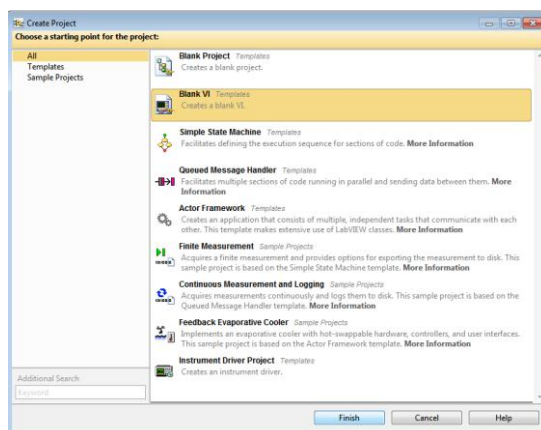 Create Project
Choose a starting point for the project:
All
Templates
Sample Projects
Blank Project Templates
Creates a blank project.
Blank VI Templates
Creates a blank VI.
Simple State Machine Templates
Facilitates defining the execution sequence for sections of code. More Information
Queued Message Handler Templates
Facilitates multiple sections of code running in parallel and sending data between them. More
Information
Actor Framework Templates
Creates an application that consists of multiple, independent tasks that communicate with each
other. This template makes extensive use of LabVIEW classes. More Information
Finite Measurement Sample Projects
Acquires a finite measurement and provides options for exporting the measurement to disk. This
sample project is based on the Simple State Machine template. More Information
Continuous Measurement and Logging Sample Projects
Acquires measurements continuously and logs them to disk. This sample project is based on the
Queued Message Handler template. More Information
Feedback Evaporative Cooler Sample Projects
Implements an evaporative cooler with hot-swappable hardware, controllers, and user interfaces.
This sample project is based on the Actor Framework template. More Information
Instrument Driver Project Templates
Creates an instrument driver.
Additional Search
Keyword
Finish
Cancel
Help